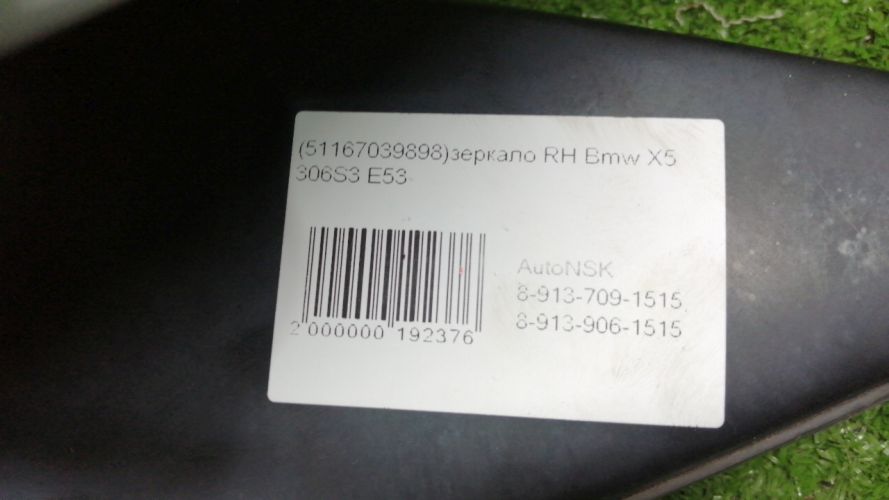 (51167039898)зеркало RH Bmw X5
306S3 E53
AutoNSK
8-913-709-1515,
8-913-906-1515
2 000000 192376